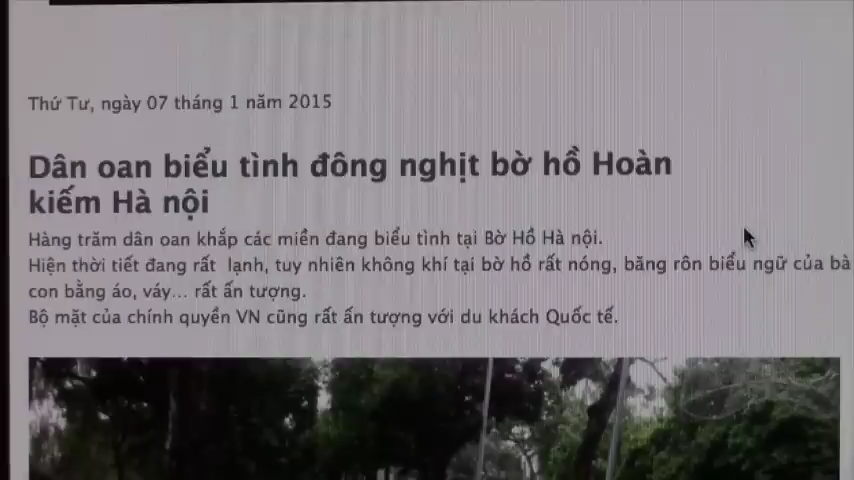 Thứ Tư, ngày 07 tháng 1 năm 2015
Dân oan biểu tình đông nghịt bờ hồ Hoàn
kiếm Hà nội
Hàng trăm dân oan khắp các miền đang biểu tình tại Bờ Hồ Hà nội.
Hiện thời tiết đang rất lạnh, tuy nhiên không khí tại bờ hồ rất nóng, băng rôn biểu ngữ của bà
con bằng áo, váy... rất ấn tượng.
Bộ mặt của chính quyền VN cũng rất ấn tượng với du khách Quốc tế.